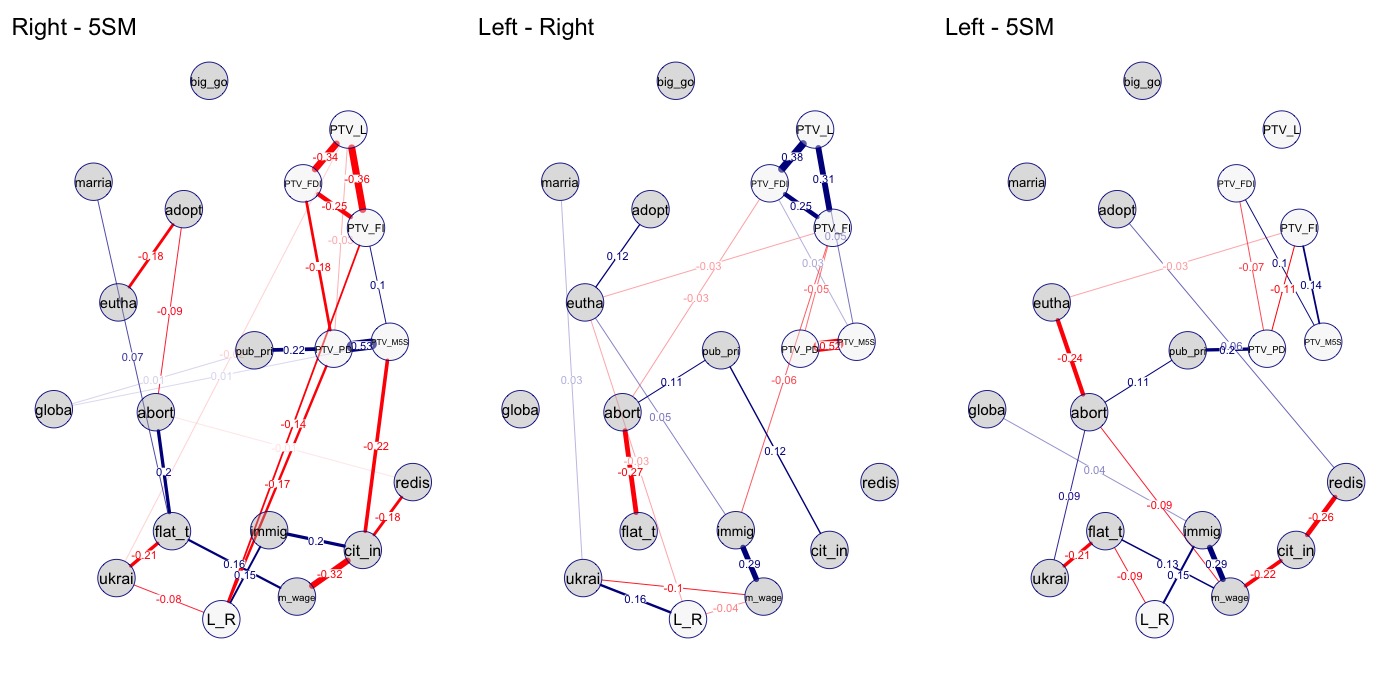 Right - 5SM
Left - Right
Left - 5SM
big_go
PTV_L
-0.34
marria
PTV_FDI
-0.36
adopt
-0.25
PTV_FI
-0.18
-0.18
eutha
0.1
-0.09
0.07
pub_pri
0.22
PTV_PD
0.53
PTV_M5S
0.01
0.01
globa
abort
-0.14
-0.22
0.2
-0.17
redis
-0.18
flat_t
immig
0.2
cit_in
-0.21
0.16
ukrai
0.15
-0.32
m_wage
-0.08
L_R
big_go
PTV_L
0.38
marria
PTV_FDI
0.31
adopt
0.25
PTV_FI
0.05
0.12
-0.03
0.03
eutha
-0.03
-0.05
pub_pri
PTV_PD
-0.52
PTV_M5S
0.03
0.11
-0.06
globa
abort
0.05
0.12
-0.03
-0.27
redis
flat_t
immig
cit_in
0.29
ukrai
-0.1
0.16
m_wage
-0.04
L_R
big_go
PTV_L
marria
PTV_FDI
adopt
PTV_FI
-0.03
-0.07
0.1
0.14
-0.11
eutha
-0.24
pub_pri
0.2
0.06
PTV_PD
PTV_M5S
0.11
globa
abort
0.04
0.09
-0.09
redis
-0.26
flat_t
immig
cit_in
-0.21
0.13
0.29
-0.09
0.15
-0.22
ukrai
m_wage
L_R